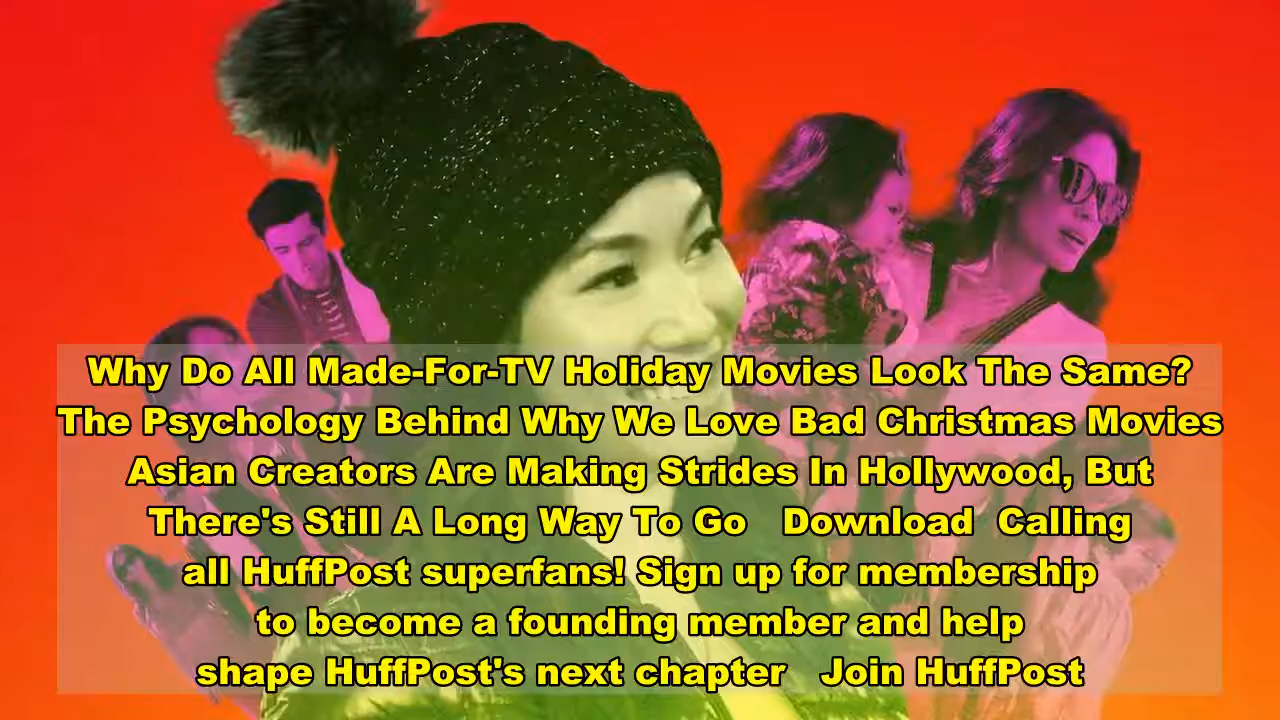 Why Do All Made-For-TV Holiday Movies Look The Same?
The Psychology Behind Why We Love Bad Christmas Movies
Asian Creators Are Making Strides In Hollywood, But
There's Still A Long Way To Go Download Calling
all HuffPost superfans! Sign up for membership
to become a founding member and help
shape HuffPost's next chapter Join HuffPost